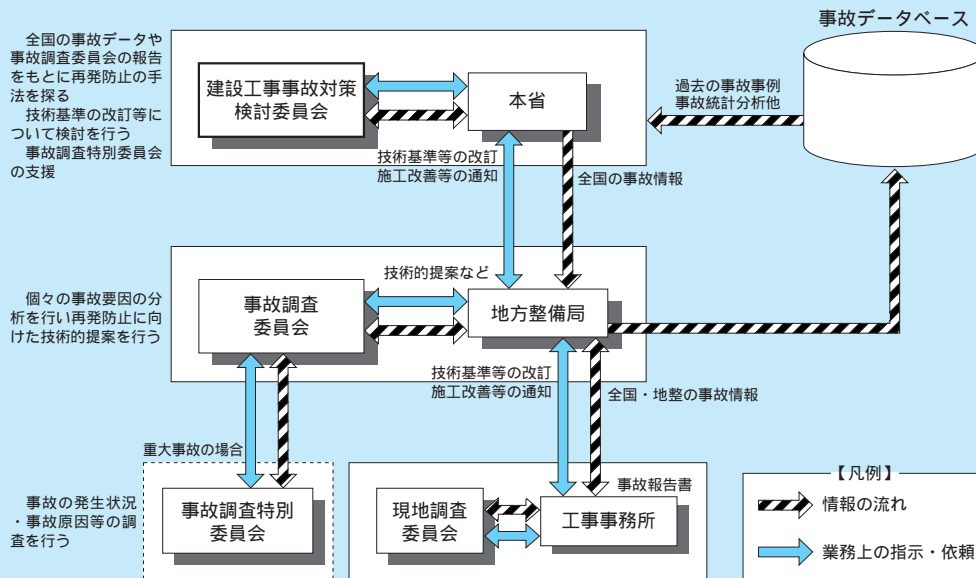 事故データベース
全国の事故データや
事故調査委員会の報告
をもとに再発防止の手
法を探る
技術基準の改訂等に
ついて検討を行う
事故調査特別委員会
の支援
建設工事事故対策
検討委員会
本省
過去の事故事例
事故統計分析他
技術基準等の改訂
施工改善等の通知
全国の事故情報
個々の事故要因の分
析を行い再発防止に向
けた技術的提案を行う
事故調査
委員会
技術的提案など
地方整備局
技術基準等の改訂
施工改善等の通知
全国・地整の事故情報
重大事故の場合
事故の発生状況
・事故原因等の調
査を行う
事故調査特別
委員会
現地調査
委員会
事故報告書
工事事務所
【凡例】
情報の流れ
業務上の指示・依頼